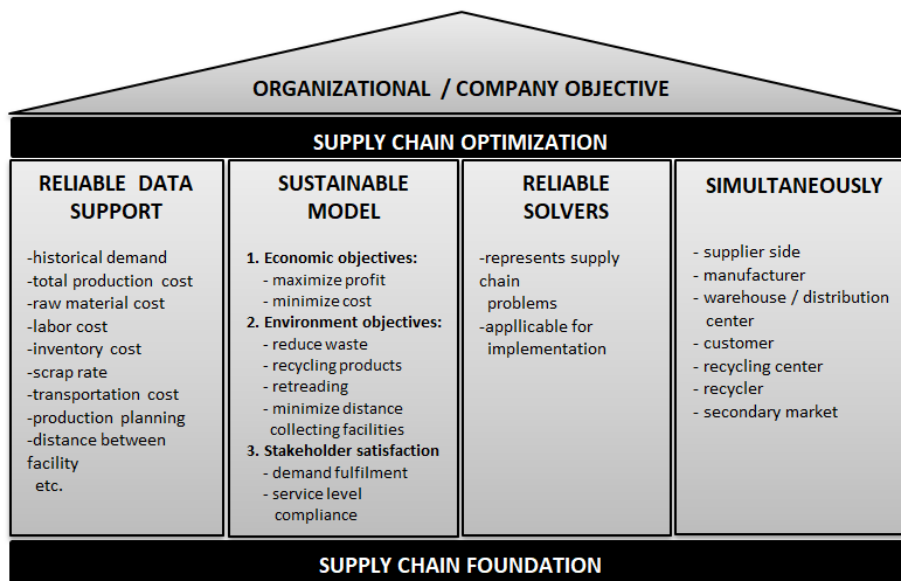 ORGANIZATIONAL / COMPANY OBJECTIVE
SUPPLY CHAIN OPTIMIZATION
RELIABLE DATA
SUPPORT
-historical demand
-total production cost
-raw material cost
-labor cost
-inventory cost
-scrap rate
-transportation cost
-production planning
-distance between
facility
etc.
SUSTAINABLE
MODEL
1. Economic objectives:
- maximize profit
- minimize cost
2. Environment objectives:
- reduce waste
- recycling products
- retreading
- minimize distance
collecting facilities
3. Stakeholder satisfaction
- demand fulfilment
- service level
compliance
RELIABLE
SOLVERS
-represents supply
chain
problems
-appllicable for
implementation
SIMULTANEOUSLY
- supplier side
- manufacturer
- warehouse / distribution
center
- customer
- recycling center
- recycler
- secondary market
SUPPLY CHAIN FOUNDATION